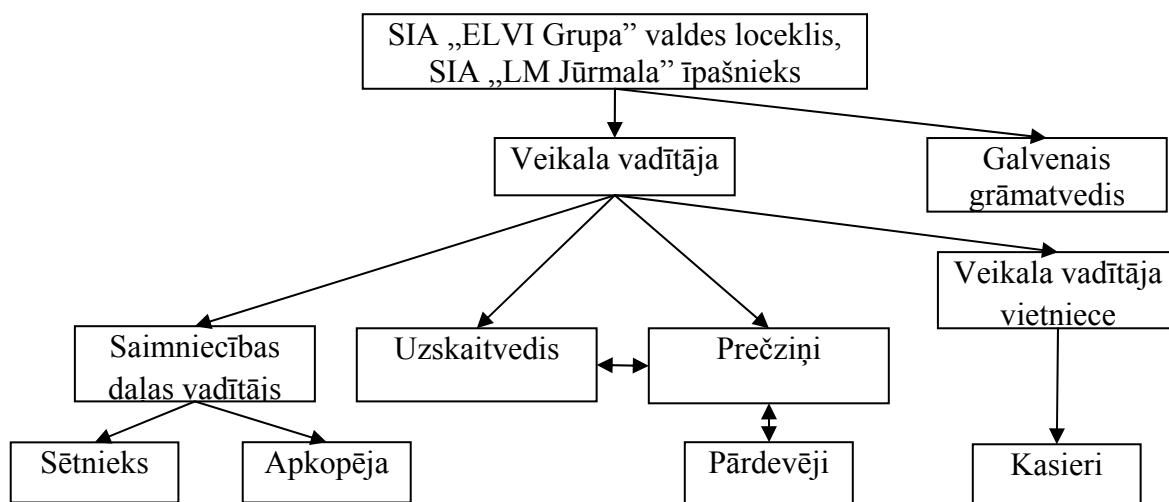 SIA „ELVI Grupa” valdes loceklis,
SIA „LM Jūrmala” īpašnieks
Veikala vadītāja
Galvenais
grāmatvedis
Veikala vadītāja
vietniece
Saimniecības
daļas vadītājs
Uzskaitvedis
Prečziņi
Sētnieks
Apkopēja
Pārdevēji
Kasieri